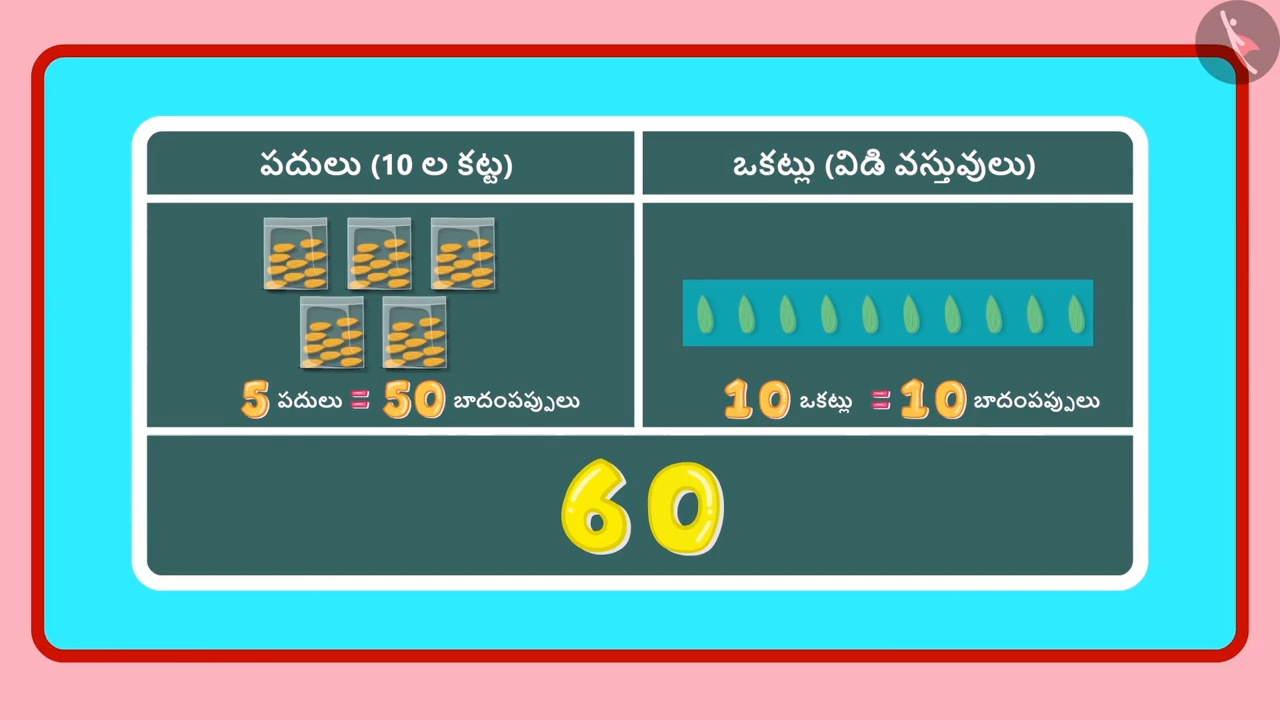 పదులు (10 ల కట్ట)
ఒకట్లు (విడి వస్తువులు)
5 పదులు = 50 బాదంపప్పులు
10 ఒకట్లు = 10 బాదంపప్పులు
60